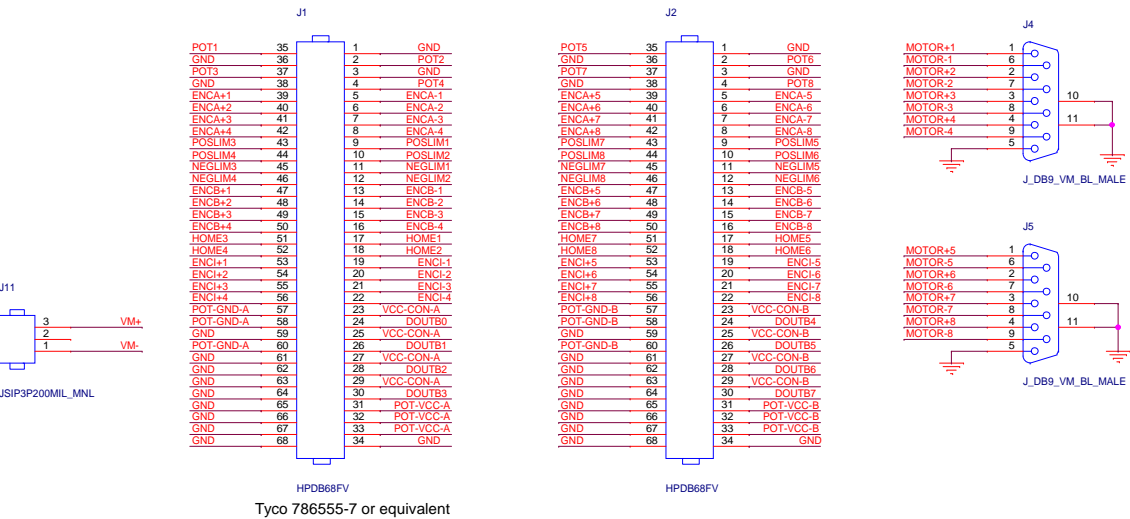 J1
POT1 35 1 GND
GND 36 2 POT2
POT3 37 3 GND
GND 38 4 POT4
ENCA+1 39 5 ENCA-1
ENCA+2 40 6 ENCA-2
ENCA+3 41 7 ENCA-3
ENCA+4 42 8 ENCA-4
POSLIM3 43 9 POSLIM1
POSLIM4 44 10 POSLIM2
NEGLIM3 45 11 NEGLIM1
NEGLIM4 46 12 NEGLIM2
ENCB+1 47 13 ENCB-1
ENCB+2 48 14 ENCB-2
ENCB+3 49 15 ENCB-3
ENCB+4 50 16 ENCB-4
HOME3 51 17 HOME1
HOME4 52 18 HOME2
ENCI+1 53 19 ENCI-1
ENCI+2 54 20 ENCI-2
ENCI+3 55 21 ENCI-3
ENCI+4 56 22 ENCI-4
POT-GND-A 57 23 VCC-CON-A
POT-GND-A 58 24 DOUTB0
GND 59 25 VCC-CON-A
POT-GND-A 60 26 DOUTB1
GND 61 27 VCC-CON-A
GND 62 28 DOUTB2
GND 63 29 VCC-CON-A
GND 64 30 DOUTB3
GND 65 31 POT-VCC-A
GND 66 32 POT-VCC-A
GND 67 33 POT-VCC-A
GND 68 34 GND
HPDB68FV
Tyco 786555-7 or equivalent
J2
POT5 35 1 GND
GND 36 2 POT6
POT7 37 3 GND
GND 38 4 POT8
ENCA+5 39 5 ENCA-5
ENCA+6 40 6 ENCA-6
ENCA+7 41 7 ENCA-7
ENCA+8 42 8 ENCA-8
POSLIM7 43 9 POSLIM5
POSLIM8 44 10 POSLIM6
NEGLIM7 45 11 NEGLIM5
NEGLIM8 46 12 NEGLIM6
ENCB+5 47 13 ENCB-5
ENCB+6 48 14 ENCB-6
ENCB+7 49 15 ENCB-7
ENCB+8 50 16 ENCB-8
HOME7 51 17 HOME5
HOME8 52 18 HOME6
ENCI+5 53 19 ENCI-5
ENCI+6 54 20 ENCI-6
ENCI+7 55 21 ENCI-7
ENCI+8 56 22 ENCI-8
POT-GND-B 57 23 VCC-CON-B
POT-GND-B 58 24 DOUTB4
GND 59 25 VCC-CON-B
POT-GND-B 60 26 DOUTB5
GND 61 27 VCC-CON-B
GND 62 28 DOUTB6
GND 63 29 VCC-CON-B
GND 64 30 DOUTB7
GND 65 31 POT-VCC-B
GND 66 32 POT-VCC-B
GND 67 33 POT-VCC-B
GND 68 34 GND
HPDB68FV
J4
MOTOR+1 1
MOTOR-1 6
MOTOR+2 2
MOTOR-2 7
MOTOR+3 3 10
MOTOR-3 8
MOTOR+4 4 11
MOTOR-4 9
5
J_DB9_VM_BL_MALE
J5
MOTOR+5 1
MOTOR-5 6
MOTOR+6 2
MOTOR-6 7
MOTOR+7 3 10
MOTOR-7 8
MOTOR+8 4 11
MOTOR-8 9
5
J_DB9_VM_BL_MALE
J11
3 VM+
2
1 VM-
JSIP3P200MIL_MNL